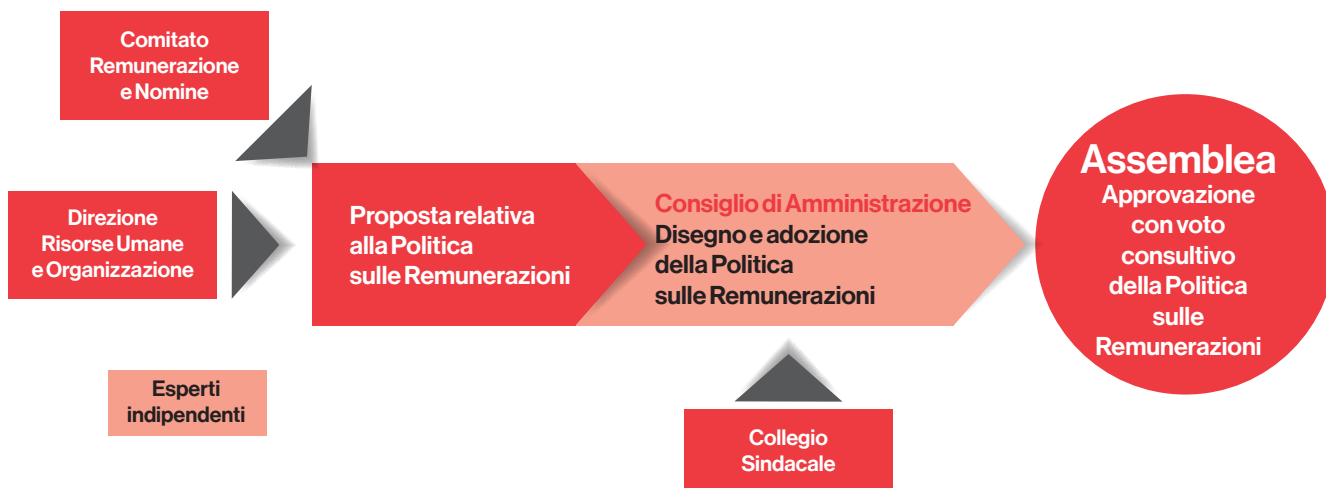 Comitato
Remunerazione
e Nomine
Direzione
Risorse Umane
e Organizzazione
Esperti
indipendenti
Proposta relativa
alla Politica
sulle Remunerazioni
Consiglio di Amministrazione
Disegno e adozione
della Politica
sulle Remunerazioni
Collegio
Sindacale
Assemblea
Approvazione
con voto
consultivo
della Politica
sulle
Remunerazioni